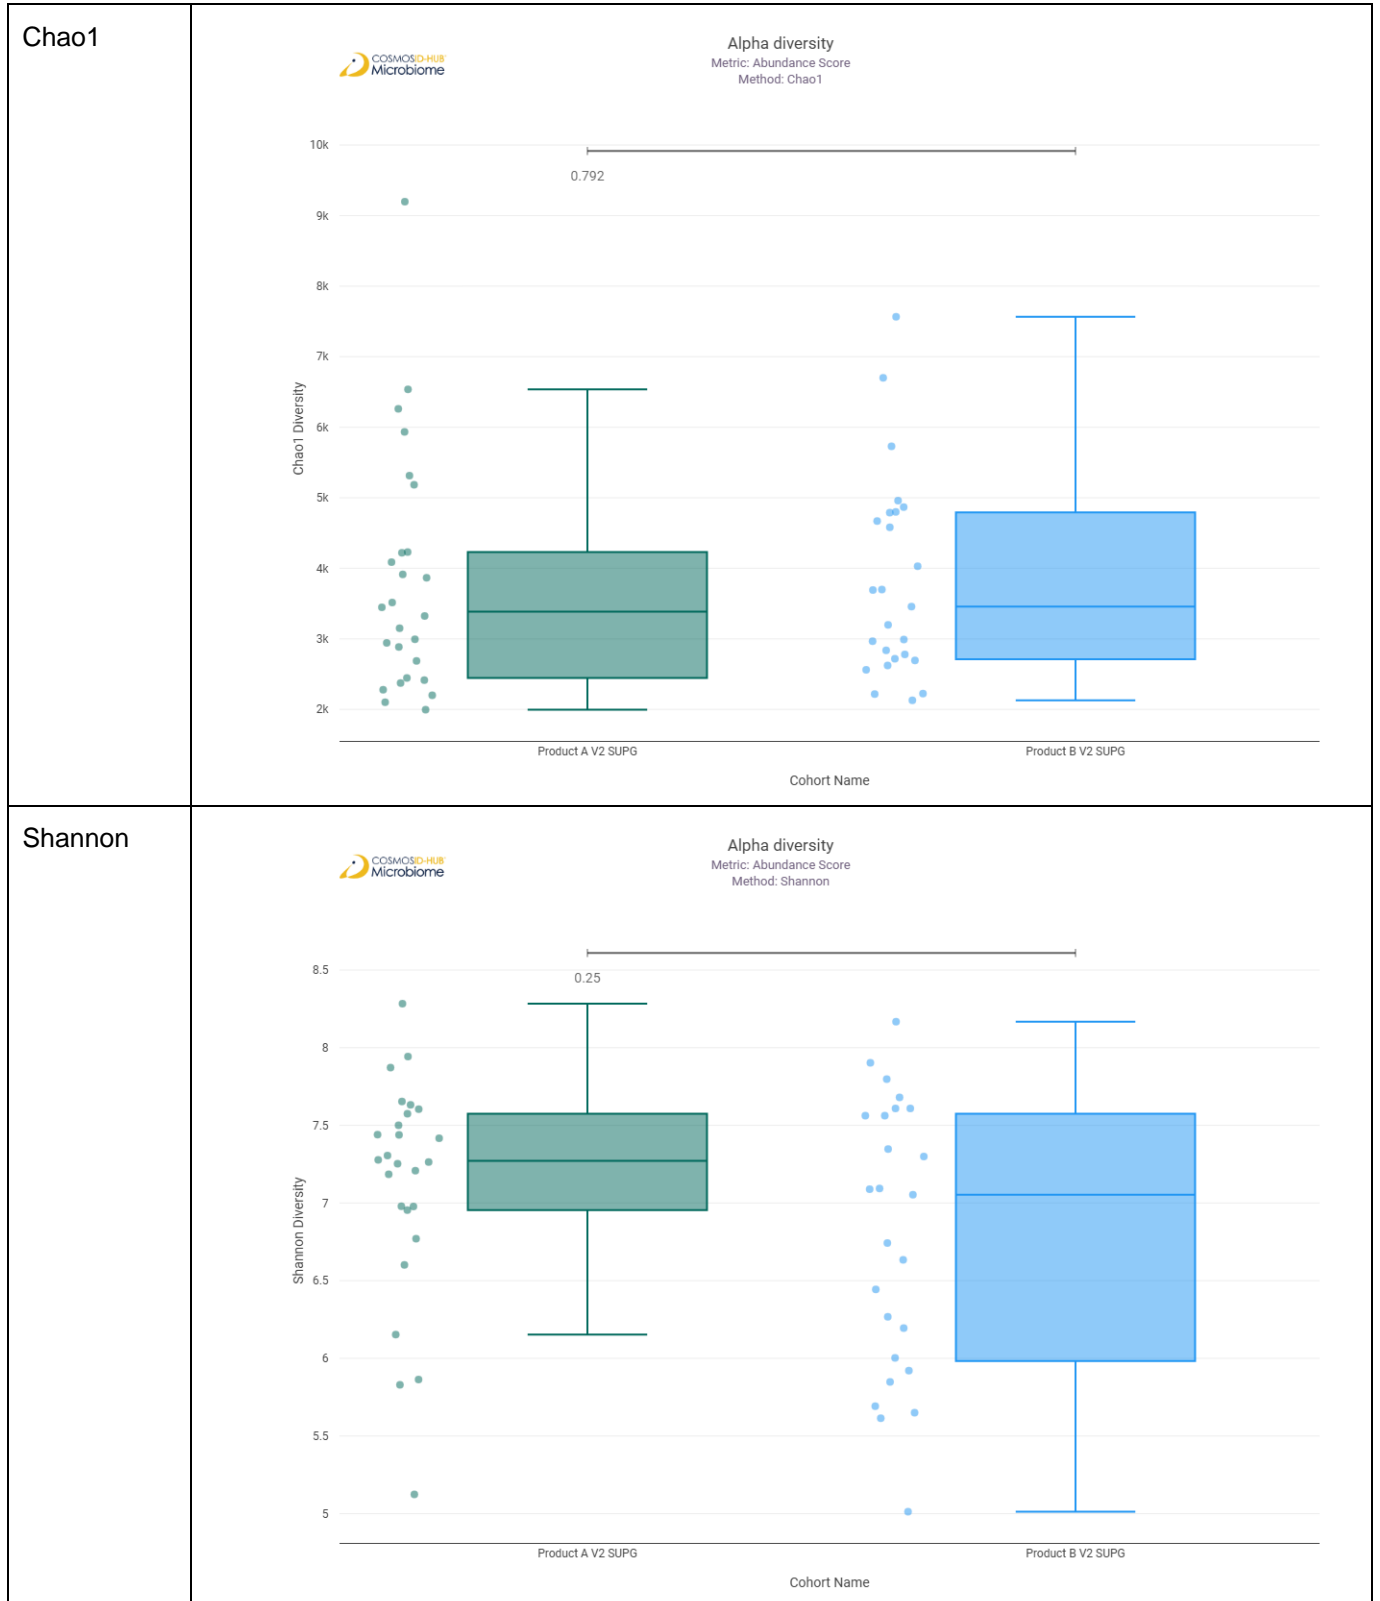 Chao1
COSMOSID-HUB
Microbiome
Alpha diversity
Metric: Abundance Score
Method: Chao1
10k
0.792
9k
8k
7k
6k
5k
4k
3k
2k
Chao1 Diversity
Product A V2 SUPG
Product B V2 SUPG
Cohort Name
Shannon
COSMOSID-HUB
Microbiome
Alpha diversity
Metric: Abundance Score
Method: Shannon
8.5
0.25
8
7.5
7
6.5
6
5.5
5
Shannon Diversity
Product A V2 SUPG
Product B V2 SUPG
Cohort Name